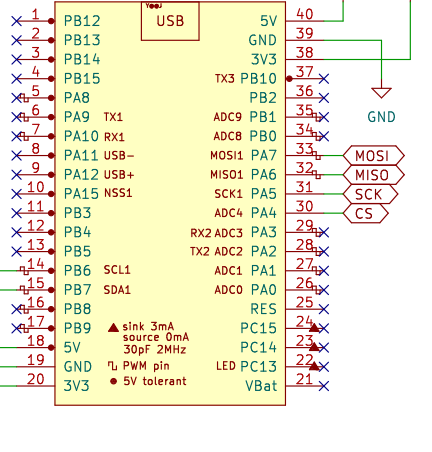 USB
1 PB12 5V 40
2 PB13 GND 39
3 PB14 3V3 38
4 PB15 TX3 PB10 37
5 PA8 PB2 36
6 PA9 TX1 ADC9 PB1 35
7 PA10 RX1 ADC8 PB0 34
8 PA11 USB- MOSI1 PA7 33 MOSI
9 PA12 USB+ MISO1 PA6 32 MISO
10 PA15 NSS1 SCK1 PA5 31 SCK
11 PB3 ADC4 PA4 30 CS
12 PB4 RX2 ADC3 PA3 29
13 PB5 TX2 ADC2 PA2 28
14 PB6 SCL1 ADC1 PA1 27
15 PB7 SDA1 ADC0 PA0 26
16 PB8 RES 25
17 PB9 PC15 24
18 5V PC14 23
19 GND LED PC13 22
20 3V3 VBat 21
sink 3mA
source 0mA
30pF 2MHz
PWM pin
5V tolerant
GND